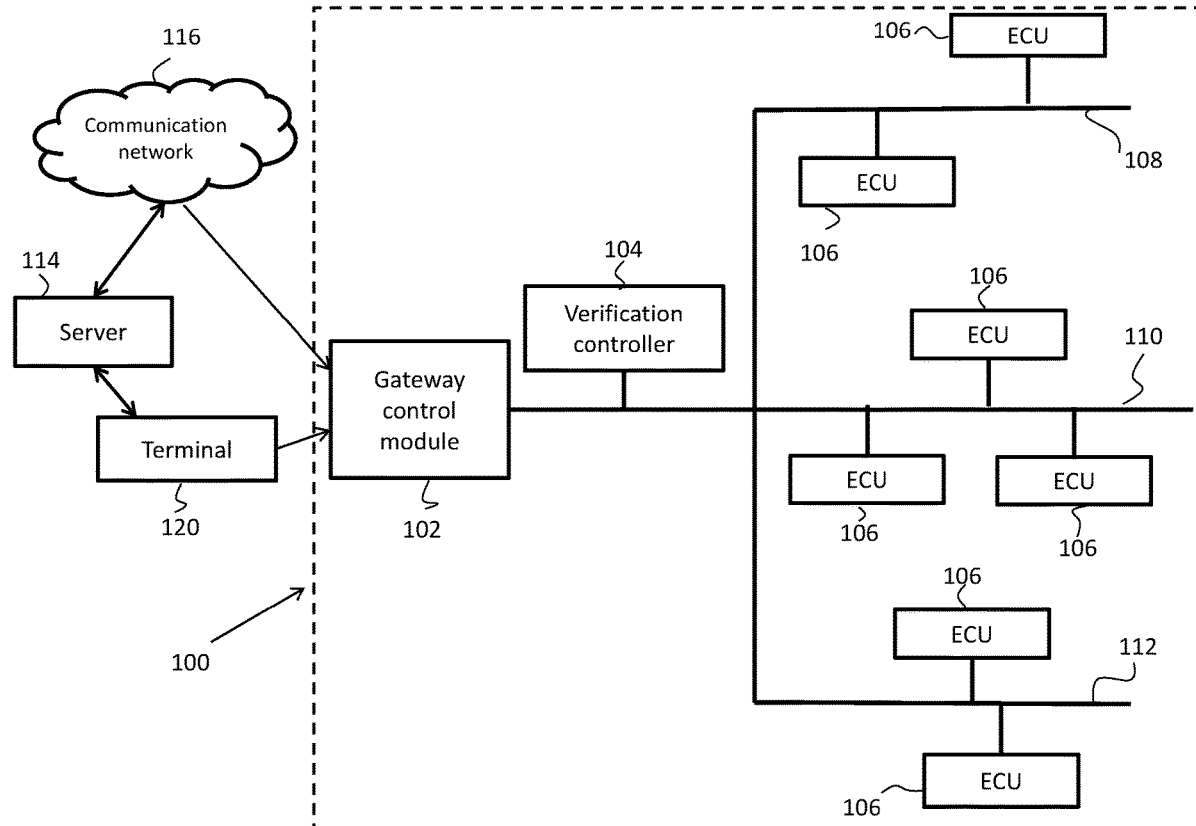 116
Communication
network
114
Server
Terminal
120
100
Gateway
control
module
102
104
Verification
controller
106
ECU
108
ECU
106
106
ECU
110
ECU
106
ECU
106
106
ECU
112
ECU
106